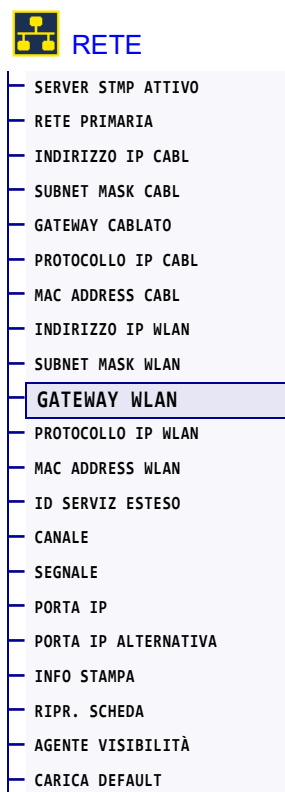 RETE
SERVER STMP ATTIVO
RETE PRIMARIA
INDIRIZZO IP CABL
SUBNET MASK CABL
GATEWAY CABLATO
PROTOCOLLO IP CABL
MAC ADDRESS CABL
INDIRIZZO IP WLAN
SUBNET MASK WLAN
GATEWAY WLAN
PROTOCOLLO IP WLAN
MAC ADDRESS WLAN
ID SERVIZ ESTESO
CANALE
SEGNALE
PORTA IP
PORTA IP ALTERNATIVA
INFO STAMPA
RIPR. SCHEDA
AGENTE VISIBILITÀ
CARICA DEFAULT